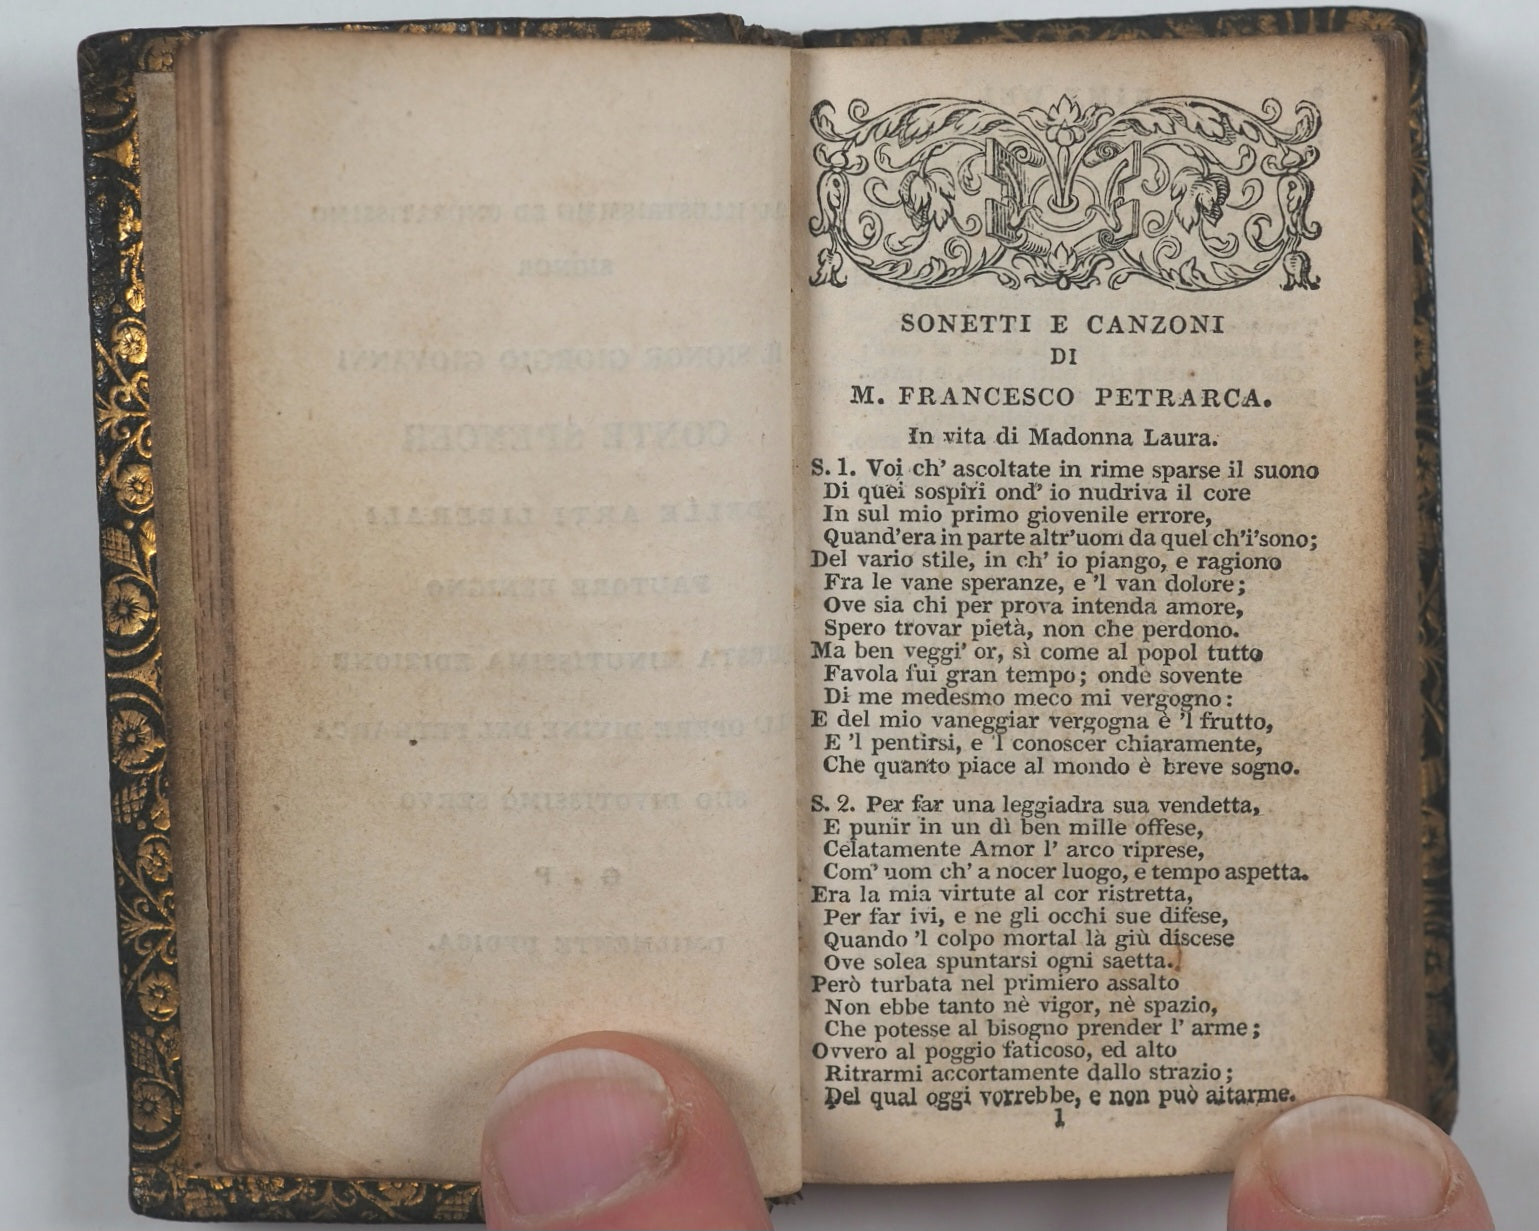 SONETTI E CANZONI
DI
M. FRANCESCO PETRARCA.
In vita di Madonna Laura.
S. 1. Voi ch' ascoltate in rime sparse il suono
Di quei sospiri ond' io nudriva il core
In sul mio primo giovenile errore,
Quand'era in parte altr'uom da quel ch'i'sono;
Del vario stile, in ch' io piango, e ragiono
Fra le vane speranze, e 'l van dolore;
Ove sia chi per prova intenda amore,
Spero trovar pietà, non che perdono.
Ma ben veggi' or, sì come al popol tutto
Favola fui gran tempo; onde sovente
Di me medesmo meco mi vergogno:
E del mio vaneggiar vergogna è 'l frutto,
E 'l pentirsi, e 'l conoscer chiaramente,
Che quanto piace al mondo è breve sogno.
S. 2. Per far una leggiadra sua vendetta,
E punir in un dì ben mille offese,
Celatamente Amor l' arco riprese,
Com' uom ch' a nocer luogo, e tempo aspetta.
Era la mia virtute al cor ristretta,
Per far ivi, e ne gli occhi sue difese,
Quando 'l colpo mortal là giù discese
Ove solea spuntarsi ogni saetta.
Però turbata nel primiero assalto
Non ebbe tanto nè vigor, nè spazio,
Che potesse al bisogno prender l' arme;
Ovvero al poggio faticoso, ed alto
Ritrarmi accortamente dallo strazio;
Del qual oggi vorrebbe, e non può aitarme.
1